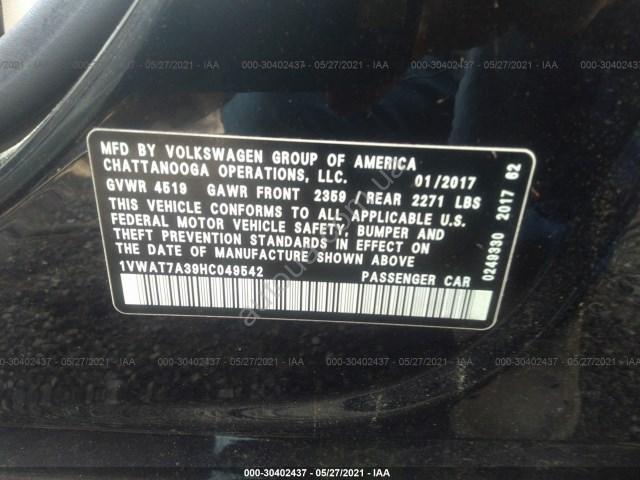 000-30402437 - 05/27/2021 - IAA
MFD BY VOLKSWAGEN GROUP OF AMERICA
CHATTANOOGA OPERATIONS, LLC. 01/2017
GVWR 4519 GAWR FRONT 2359 REAR 2271 LBS
THIS VEHICLE CONFORMS TO ALL APPLICABLE U.S.
FEDERAL MOTOR VEHICLE SAFETY, BUMPER AND
THEFT PREVENTION STANDARDS IN EFFECT ON
THE DATE OF MANUFACTURE SHOWN ABOVE
1VWAT7A39HC049542 PASSENGER CAR
0249330 2017 62
000-30402437 - 05/27/2021 - IAA
000-30402437 - 05/27/2021 - IAA